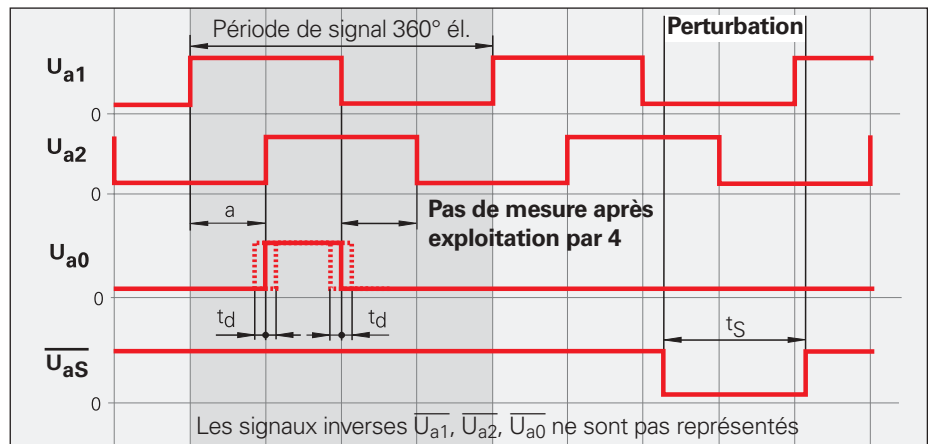 Période de signal 360° él.
Perturbation
Ua1
0
Ua2
0
a
Pas de mesure après
exploitation par 4
Ua0
0
td
td
tS
UaS
0
Les signaux inverses Ua1, Ua2, Ua0 ne sont pas représentés